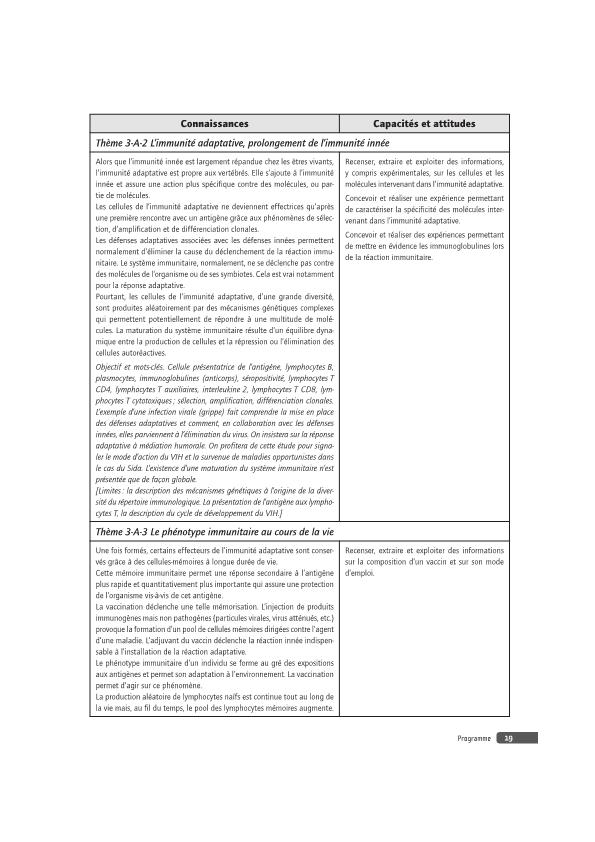 Connaissances
Capacités et attitudes
Thème 3-A-2 L'immunité adaptative, prolongement de l'immunité innée
Alors que l'immunité innée est largement répandue chez les êtres vivants,
l'immunité adaptative est propre aux vertébrés. Elle s'ajoute à l'immunité
innée et assure une action plus spécifique contre des molécules, ou par-
tie de molécules.
Les cellules de l'immunité adaptative ne deviennent effectrices qu'après
une première rencontre avec un antigène grâce aux phénomènes de sélec-
tion, d'amplification et de différenciation clonales.
Les défenses adaptatives associées avec les défenses innées permettent
normalement d'éliminer la cause du déclenchement de la réaction immu-
nitaire. Le système immunitaire, normalement, ne se déclenche pas contre
des molécules de l'organisme ou de ses symbiotes. Cela est vrai notamment
pour la réponse adaptative.
Pourtant, les cellules de l'immunité adaptative, d'une grande diversité,
sont produites aléatoirement par des mécanismes génétiques complexes
qui permettent potentiellement de répondre à une multitude de molé-
cules. La maturation du système immunitaire résulte d'un équilibre dyna-
mique entre la production de cellules et la répression ou l'élimination des
cellules autoréactives.
Objectif et mots-clés. Cellule présentatrice de l'antigène, lymphocytes B,
plasmocytes, immunoglobulines (anticorps), séropositivité, lymphocytes T
CD4, lymphocytes T auxiliaires, interleukine 2, lymphocytes T CD8, lym-
phocytes T cytotoxiques ; sélection, amplification, différenciation clonales.
L'exemple d'une infection virale (grippe) fait comprendre la mise en place
des défenses adaptatives et comment, en collaboration avec les défenses
innées, elles parviennent à l'élimination du virus. On insistera sur la réponse
adaptative à médiation humorale. On profitera de cette étude pour signa-
ler le mode d'action du VIH et la survenue de maladies opportunistes dans
le cas du Sida. L'existence d'une maturation du système immunitaire n'est
présentée que de façon globale.
[Limites : la description des mécanismes génétiques à l'origine de la diver-
sité du répertoire immunologique. La présentation de l'antigène aux lympho-
cytes T, la description du cycle de développement du VIH.]
Recenser, extraire et exploiter des informations,
y compris expérimentales, sur les cellules et les
molécules intervenant dans l'immunité adaptative.
Concevoir et réaliser une expérience permettant
de caractériser la spécificité des molécules inter-
venant dans l'immunité adaptative.
Concevoir et réaliser des expériences permettant
de mettre en évidence les immunoglobulines lors
de la réaction immunitaire.
Thème 3-A-3 Le phénotype immunitaire au cours de la vie
Une fois formés, certains effecteurs de l'immunité adaptative sont conser-
vés grâce à des cellules-mémoires à longue durée de vie.
Cette mémoire immunitaire permet une réponse secondaire à l'antigène
plus rapide et quantitativement plus importante qui assure une protection
de l'organisme vis-à-vis de cet antigène.
La vaccination déclenche une telle mémorisation. L'injection de produits
immunogènes mais non pathogènes (particules virales, virus atténués, etc.)
provoque la formation d'un pool de cellules mémoires dirigées contre l'agent
d'une maladie. L'adjuvant du vaccin déclenche la réaction innée indispen-
sable à l'installation de la réaction adaptative.
Le phénotype immunitaire d'un individu se forme au gré des expositions
aux antigènes et permet son adaptation à l'environnement. La vaccination
permet d'agir sur ce phénomène.
La production aléatoire de lymphocytes naïfs est continue tout au long de
la vie mais, au fil du temps, le pool des lymphocytes mémoires augmente.
Recenser, extraire et exploiter des informations
sur la composition d'un vaccin et sur son mode
d'emploi.
Programme 19